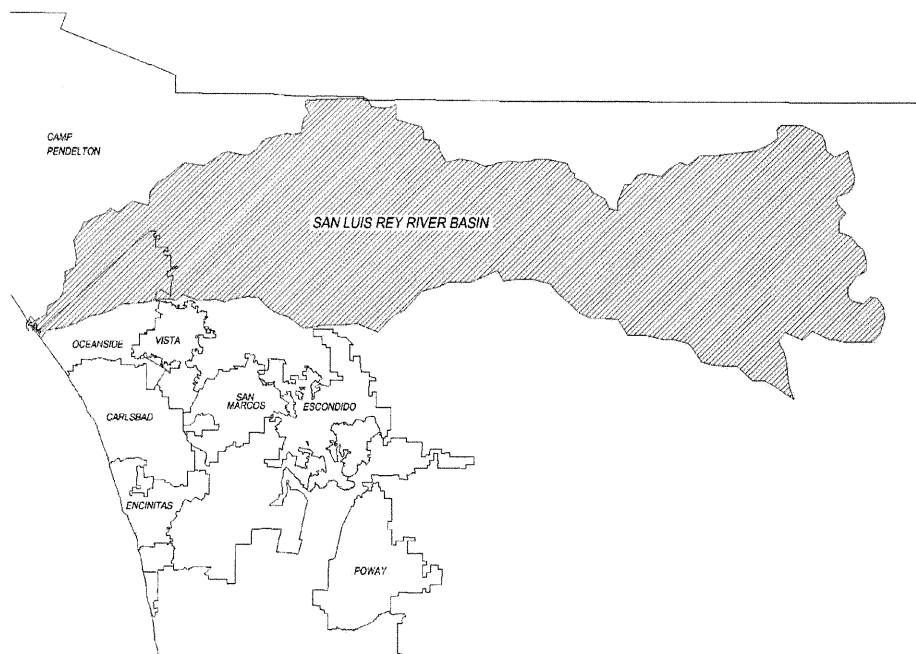 CAMP
PENDELTON
SAN LUIS REY RIVER BASIN
OCEANSIDE
VISTA
SAN
MARCOS
ESCONDIDO
CARLSBAD
ENCINITAS
POWAY